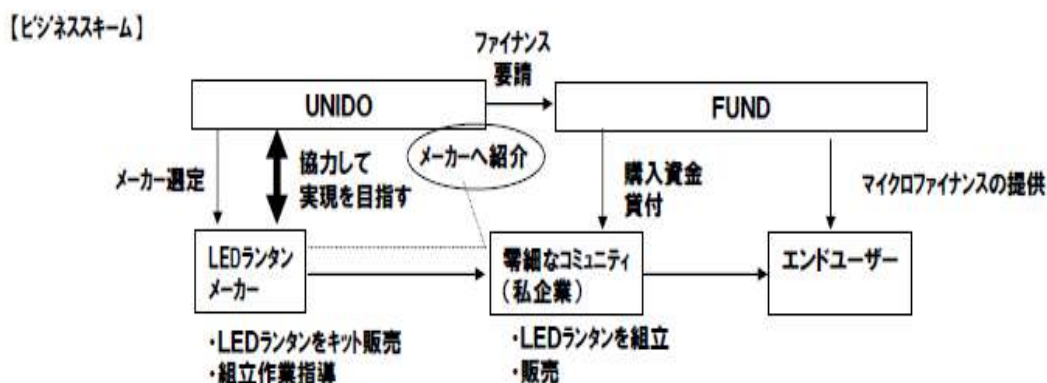 【ビジネススキーム】
ファイナンス
要請
UNIDO
FUND
メーカーへ紹介
メーカー選定
協力して
実現を目指す
購入資金
貸付
マイクロファイナンスの提供
LEDランタン
メーカー
零細なコミュニティ
(私企業)
エンドユーザー
・LEDランタンをキット販売
・組立作業指導
・LEDランタンを組立
・販売